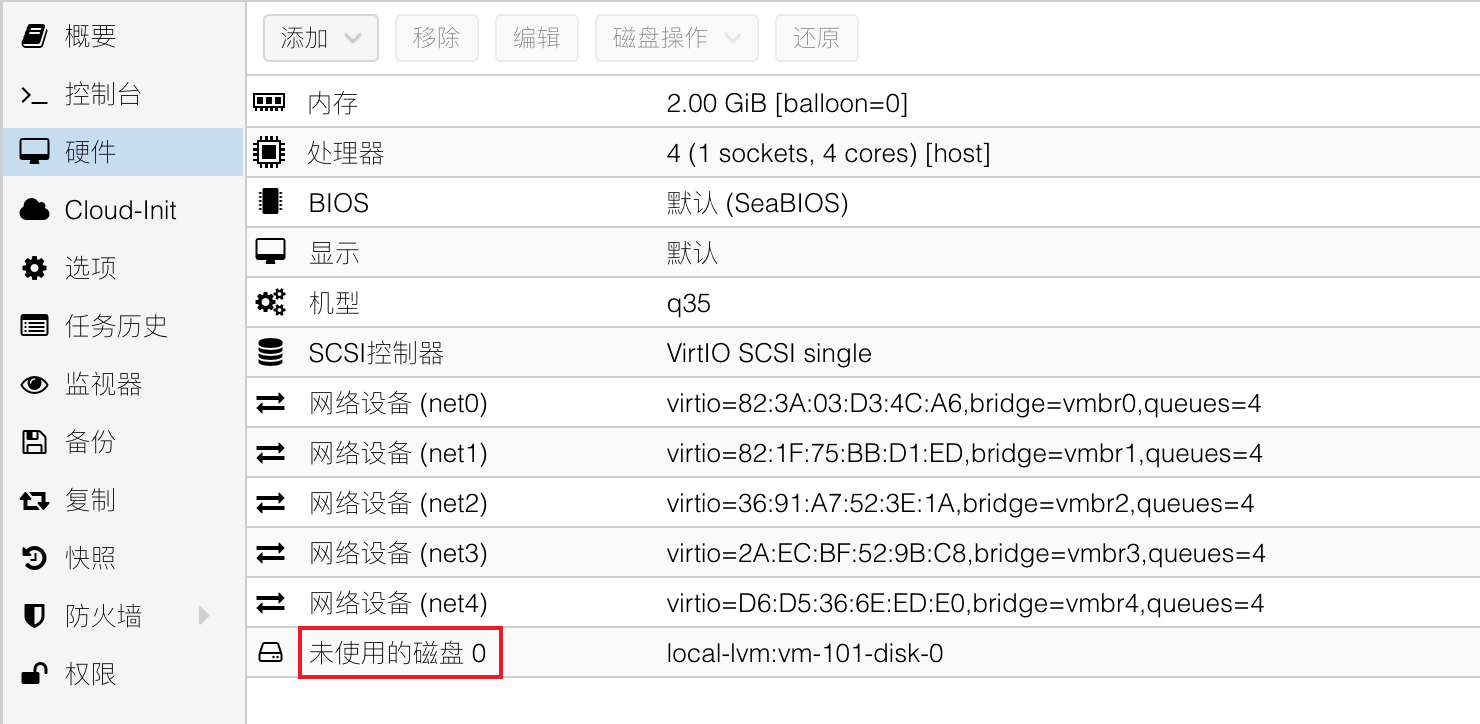 概要
控制台
硬件
Cloud-Init
选项
任务历史
监视器
备份
复制
快照
防火墙
权限
添加 移除 编辑 磁盘操作 还原
内存 2.00 GiB [balloon=0]
处理器 4 (1 sockets, 4 cores) [host]
BIOS 默认 (SeaBIOS)
显示 默认
机型 q35
SCSI控制器 VirtIO SCSI single
网络设备 (net0) virtio=82:3A:03:D3:4C:A6,bridge=vmbr0,queues=4
网络设备 (net1) virtio=82:1F:75:BB:D1:ED,bridge=vmbr1,queues=4
网络设备 (net2) virtio=36:91:A7:52:3E:1A,bridge=vmbr2,queues=4
网络设备 (net3) virtio=2A:EC:BF:52:9B:C8,bridge=vmbr3,queues=4
网络设备 (net4) virtio=D6:D5:36:6E:ED:E0,bridge=vmbr4,queues=4
未使用的磁盘 0 local-lvm:vm-101-disk-0